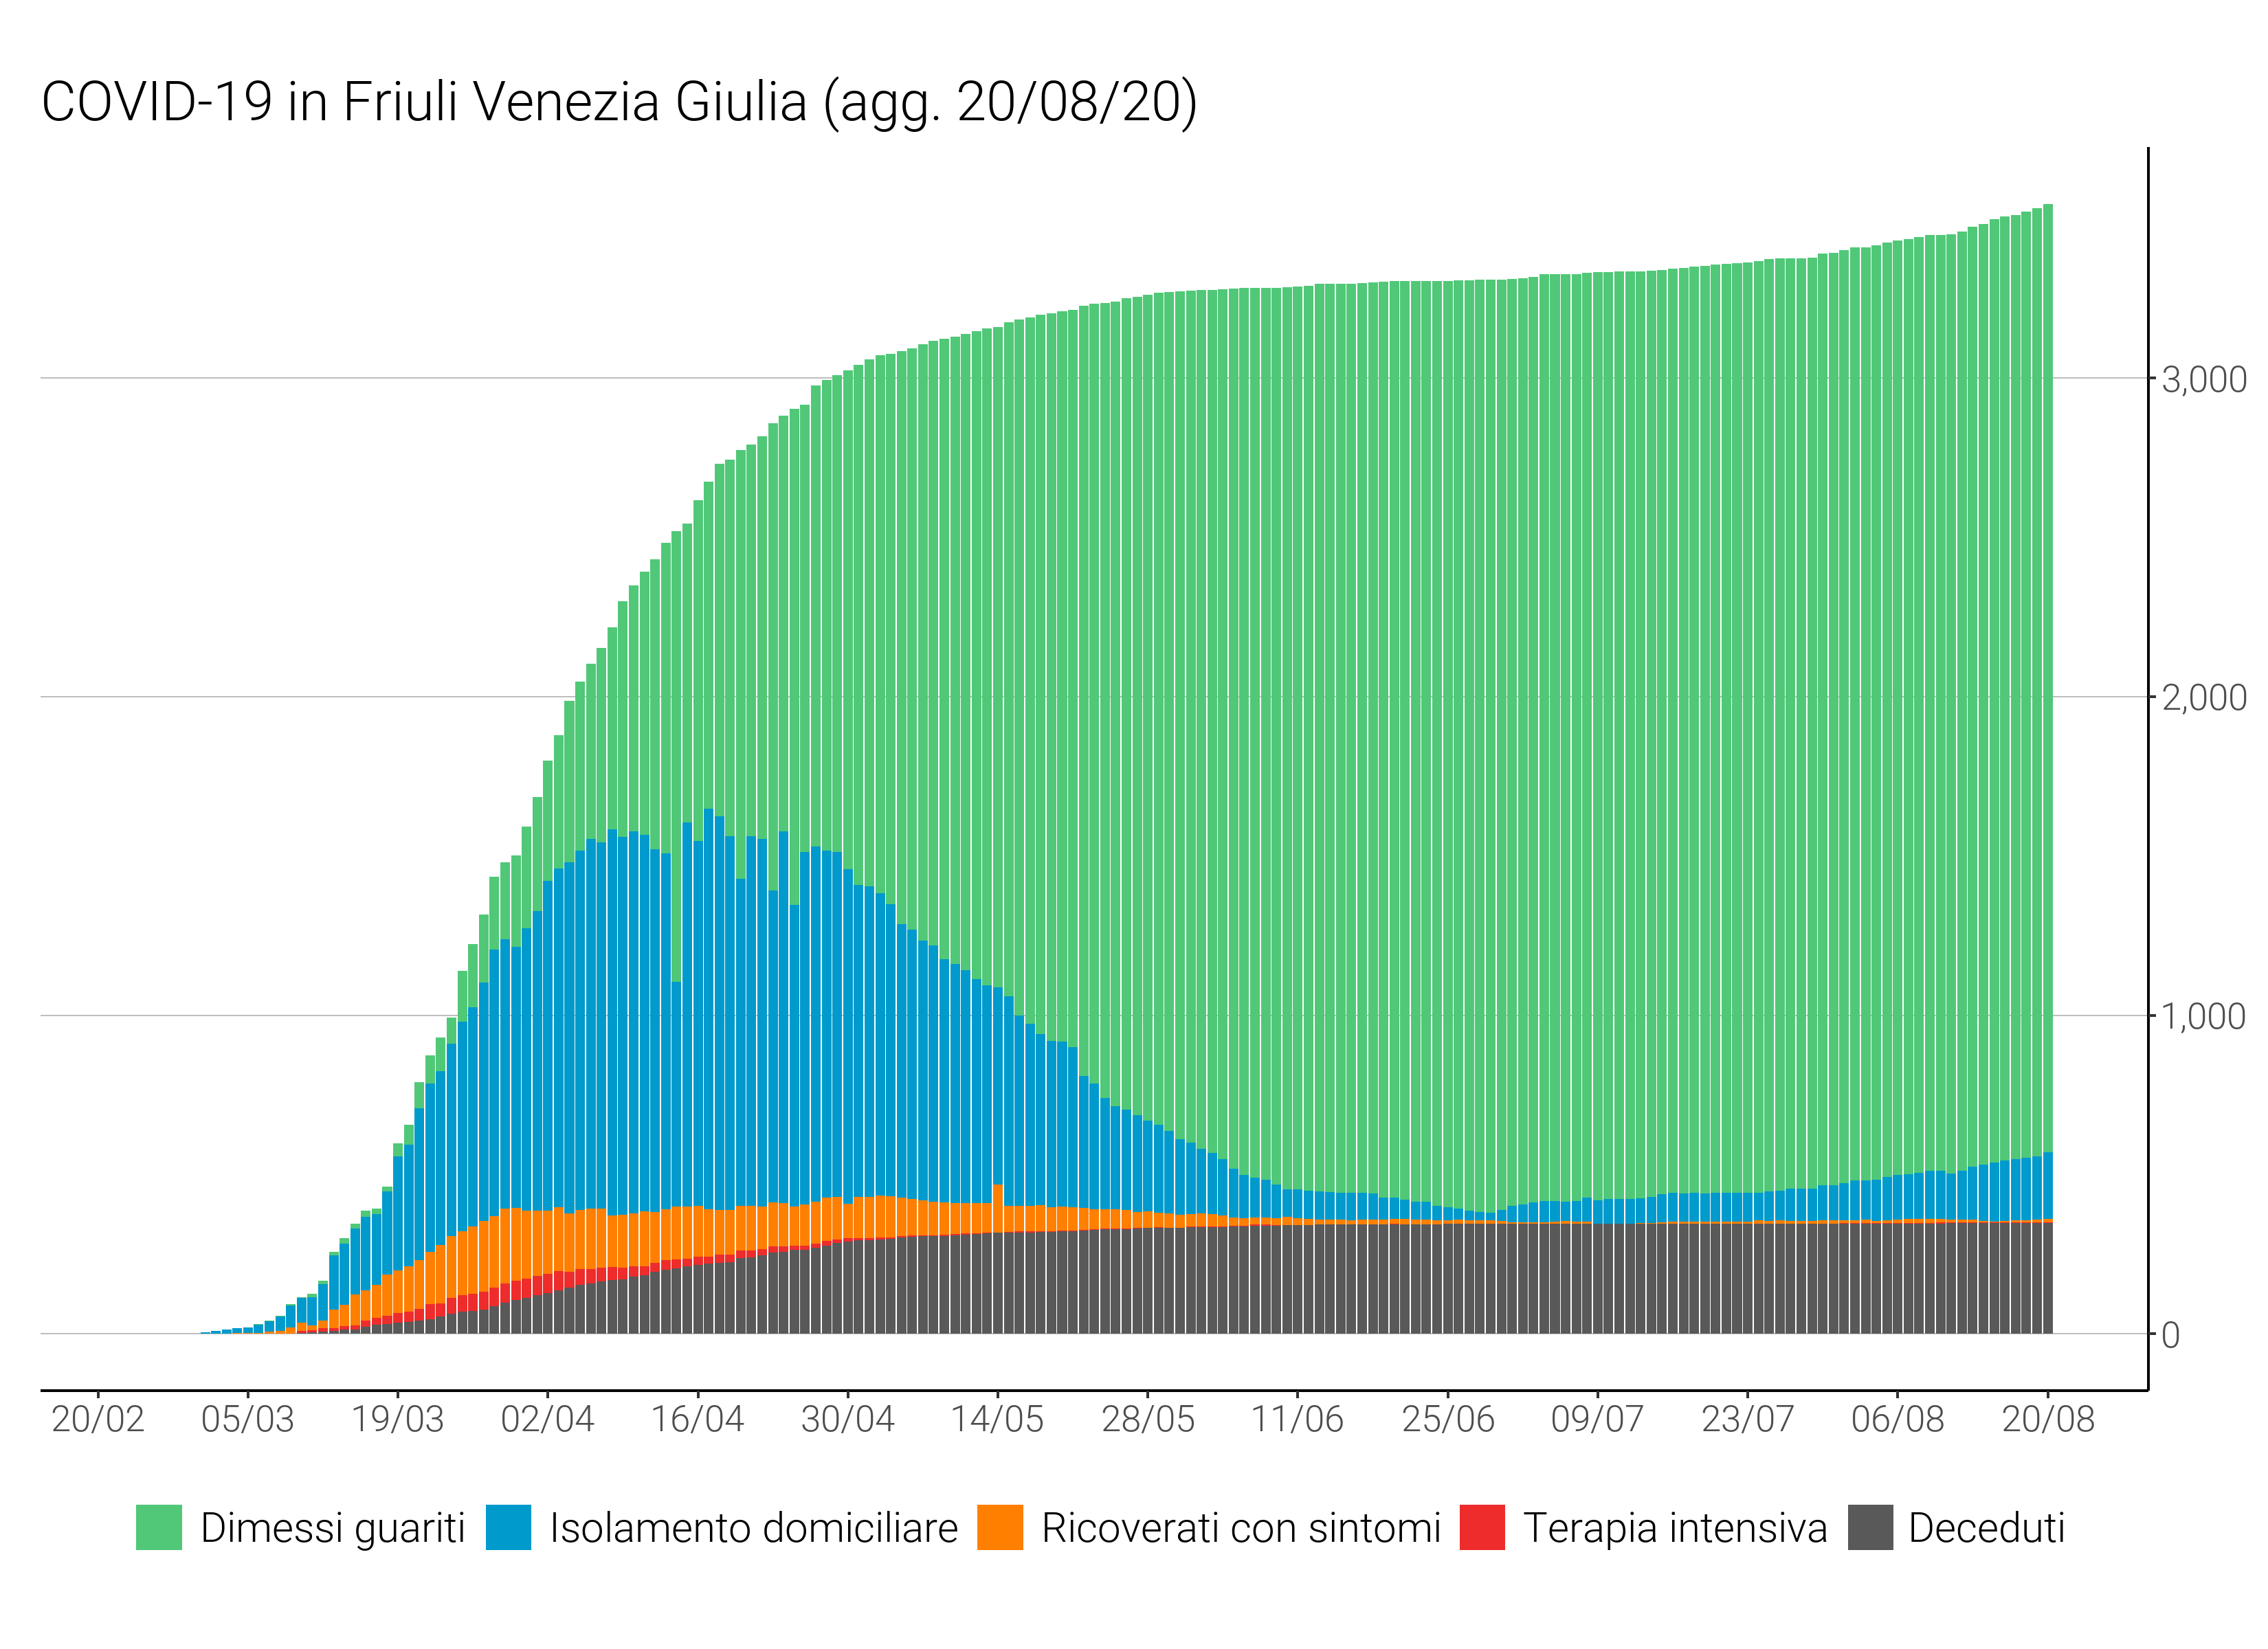 COVID-19 in Friuli Venezia Giulia (agg. 20/08/20)
3,000
2,000
1,000
0
20/02 05/03 19/03 02/04 16/04 30/04 14/05 28/05 11/06 25/06 09/07 23/07 06/08 20/08
Dimessi guariti Isolamento domiciliare Ricoverati con sintomi Terapia intensiva Deceduti